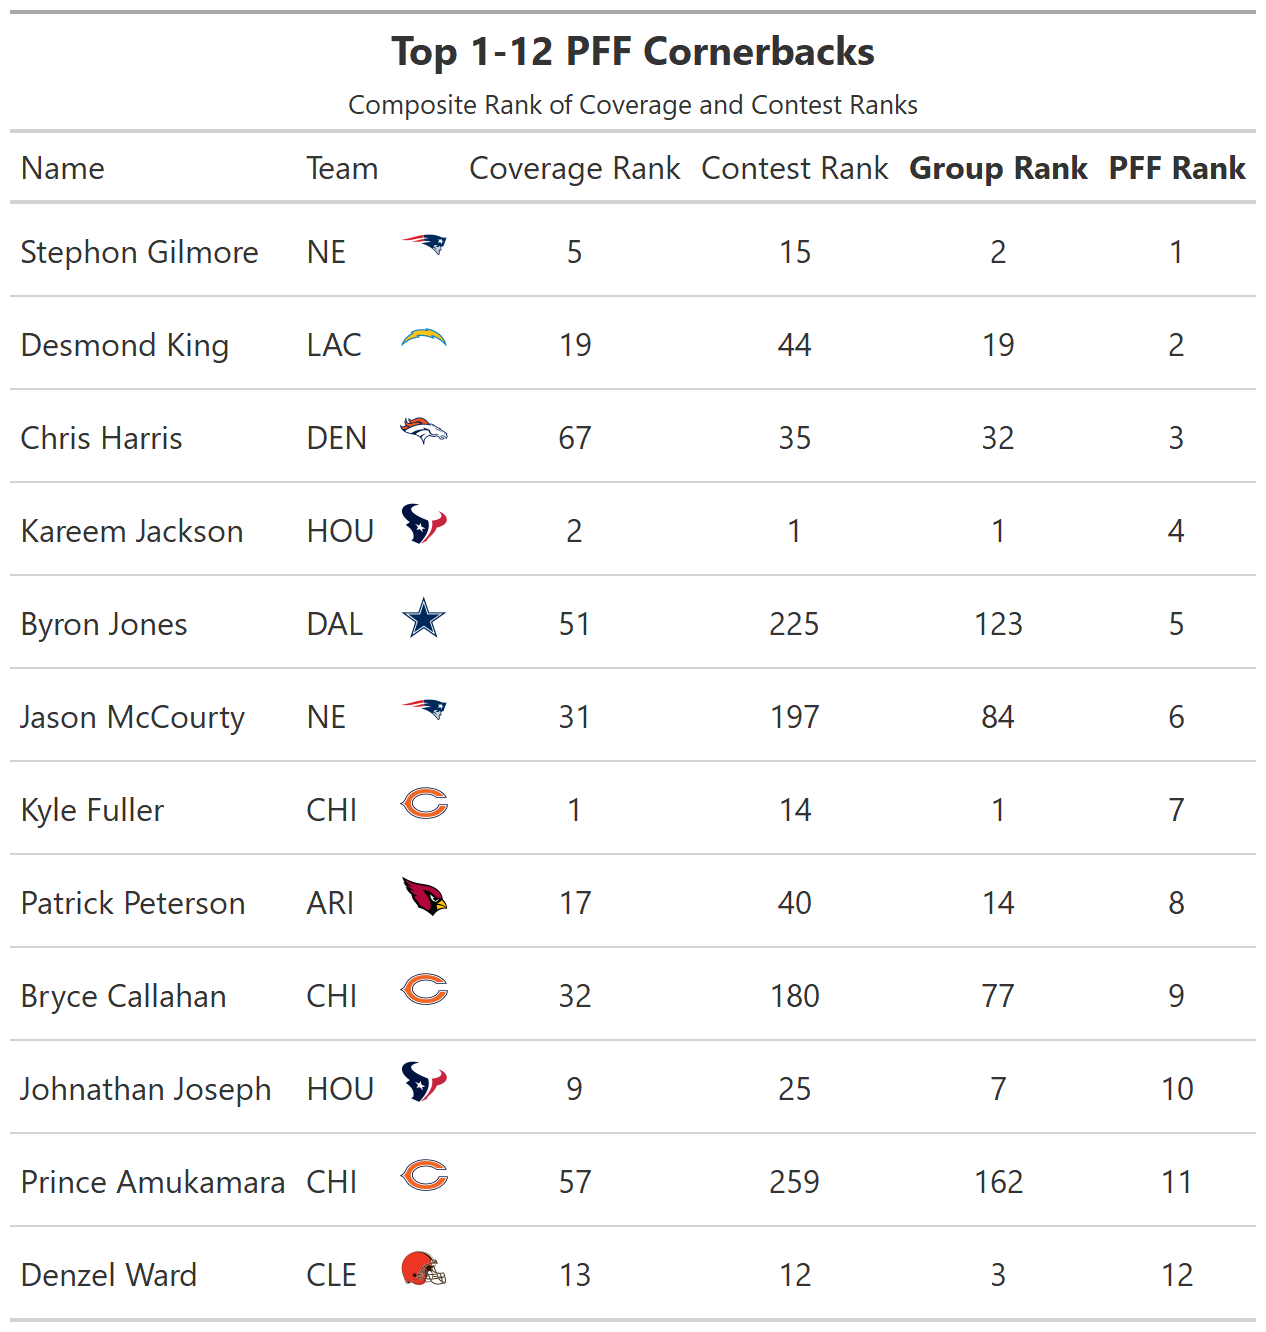 Top 1-12 PFF Cornerbacks
Composite Rank of Coverage and Contest Ranks
Name Team Coverage Rank Contest Rank Group Rank PFF Rank
Stephon Gilmore NE 5 15 2 1
Desmond King LAC 19 44 19 2
Chris Harris DEN 67 35 32 3
Kareem Jackson HOU 2 1 1 4
Byron Jones DAL 51 225 123 5
Jason McCourty NE 31 197 84 6
Kyle Fuller CHI 1 14 1 7
Patrick Peterson ARI 17 40 14 8
Bryce Callahan CHI 32 180 77 9
Johnathan Joseph HOU 9 25 7 10
Prince Amukamara CHI 57 259 162 11
Denzel Ward CLE 13 12 3 12